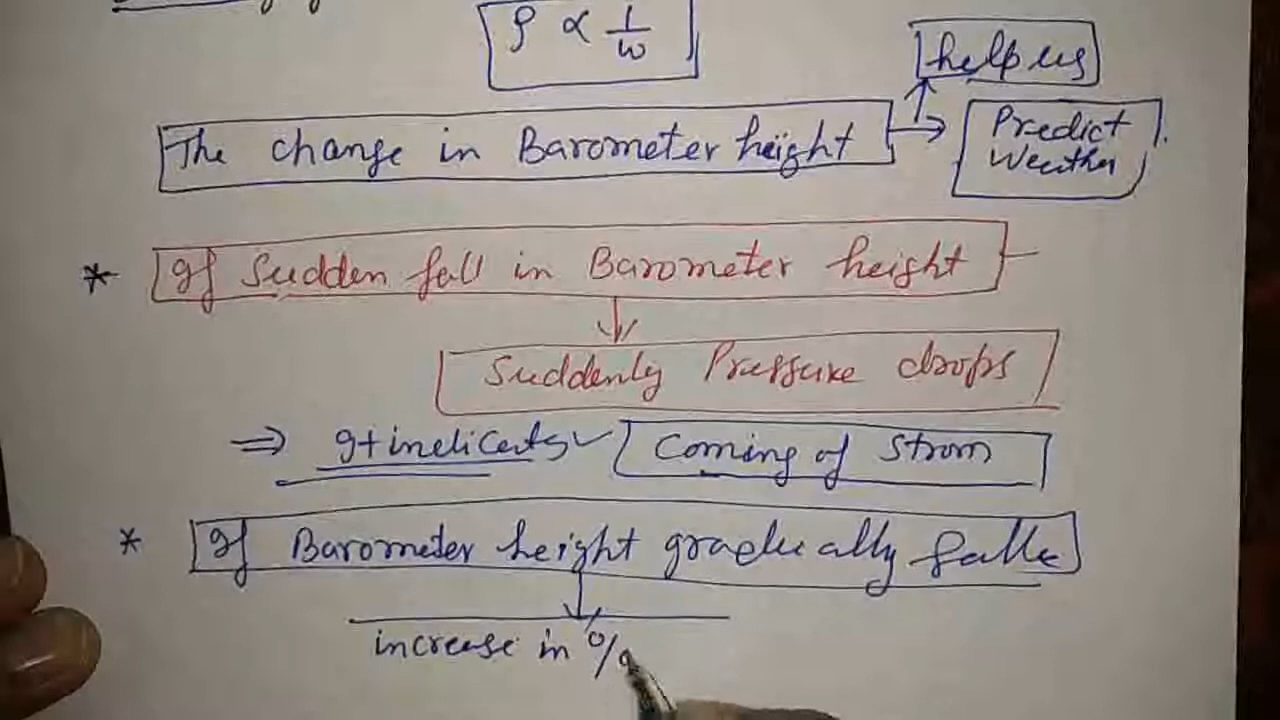 ρ ∝ 1/w
help us
The change in Barometer height
Predict
Weather
* If Sudden fall in Barometer height
Suddenly Pressure drops
⇒ It indicates Coming of Strom
* If Barometer height gradually falls
increase in %